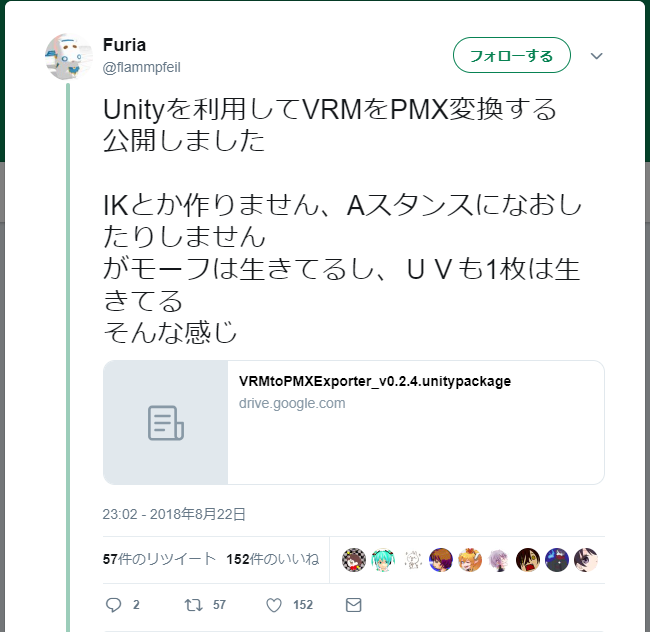 Furia
@flammpfeil
フォローする
Unityを利用してVRMをPMX変換する
公開しました
IKとか作りません、Aスタンスになおし
たりしません
がモーフは生きてるし、ＵＶも1枚は生
きてる
そんな感じ
VRMtoPMXExporter_v0.2.4.unitypackage
drive.google.com
23:02 - 2018年8月22日
57件のリツイート 152件のいいね
2 57 152